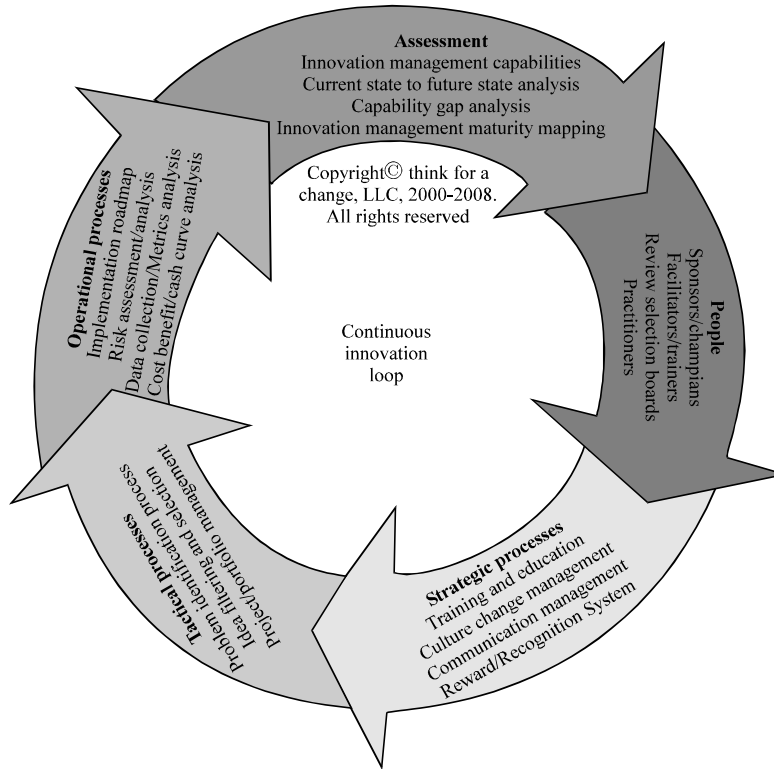 Assessment
Innovation management capabilities
Current state to future state analysis
Capability gap analysis
Innovation management maturity mapping
Copyright© think for a
change, LLC, 2000-2008.
All rights reserved
Continuous
innovation
loop
People
Sponsors/champians
Facilitators/trainers
Review selection boards
Practitioners
Strategic processes
Training and education
Culture change management
Communication management
Reward/Recognition System
Tactical processes
Problem identification process
Idea filtering and selection
Project/portfolio management
Operational processes
Implementation roadmap
Risk assessment/analysis
Data collection/Metrics analysis
Cost benefit/cash curve analysis